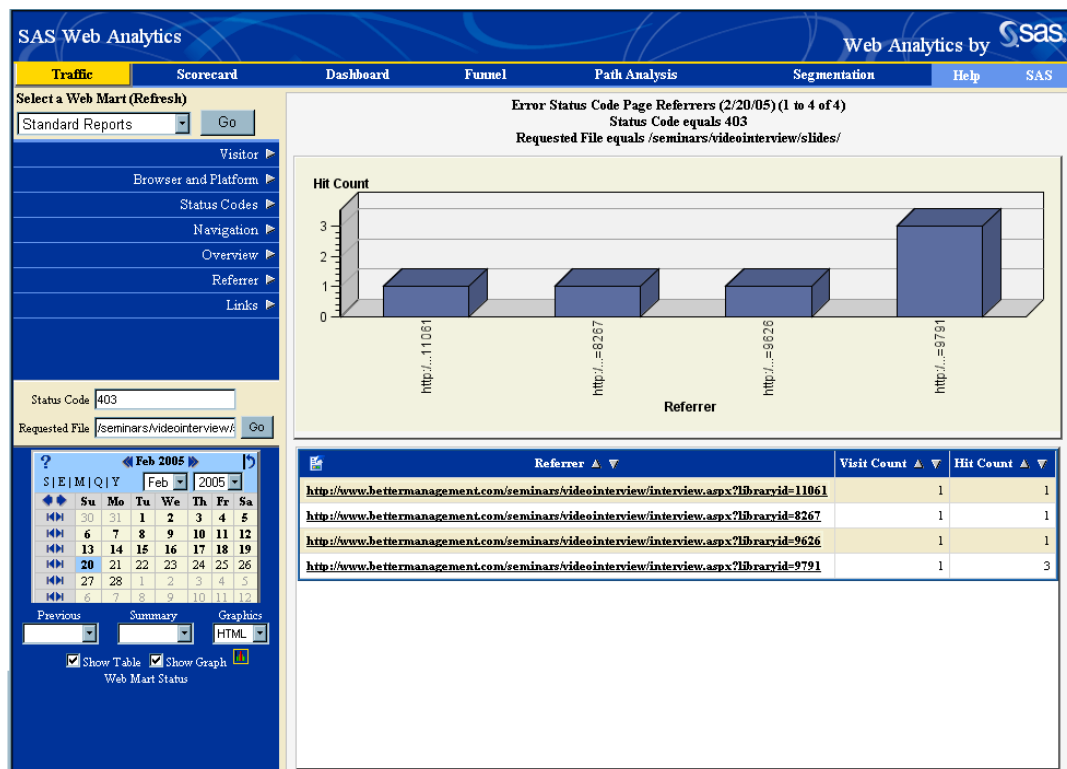 SAS Web Analytics
Web Analytics by sas.
Traffic Scorecard Dashboard Funnel Path Analysis Segmentation Help SAS
Select a Web Mart (Refresh)
Standard Reports Go
Visitor
Browser and Platform
Status Codes
Navigation
Overview
Referrer
Links
Status Code 403
Requested File /seminars/videointerview/ Go
? Feb 2005
S | E | M | Q | Y Feb 2005
Su Mo Tu We Th Fr Sa
30 31 1 2 3 4 5
6 7 8 9 10 11 12
13 14 15 16 17 18 19
20 21 22 23 24 25 26
27 28 1 2 3 4 5
6 7 8 9 10 11 12
Previous Summary Graphics
HTML
Show Table Show Graph
Web Mart Status
Error Status Code Page Referrers (2/20/05) (1 to 4 of 4)
Status Code equals 403
Requested File equals /seminars/videointerview/slides/
Hit Count
3
2
1
0
http:/...11061
http:/...=8267
http:/...=9626
http:/...=9791
Referrer
Referrer Visit Count Hit Count
http://www.bettermanagement.com/seminars/videointerview/interview.aspx?libraryid=11061 1 1
http://www.bettermanagement.com/seminars/videointerview/interview.aspx?libraryid=8267 1 1
http://www.bettermanagement.com/seminars/videointerview/interview.aspx?libraryid=9626 1 1
http://www.bettermanagement.com/seminars/videointerview/interview.aspx?libraryid=9791 1 3